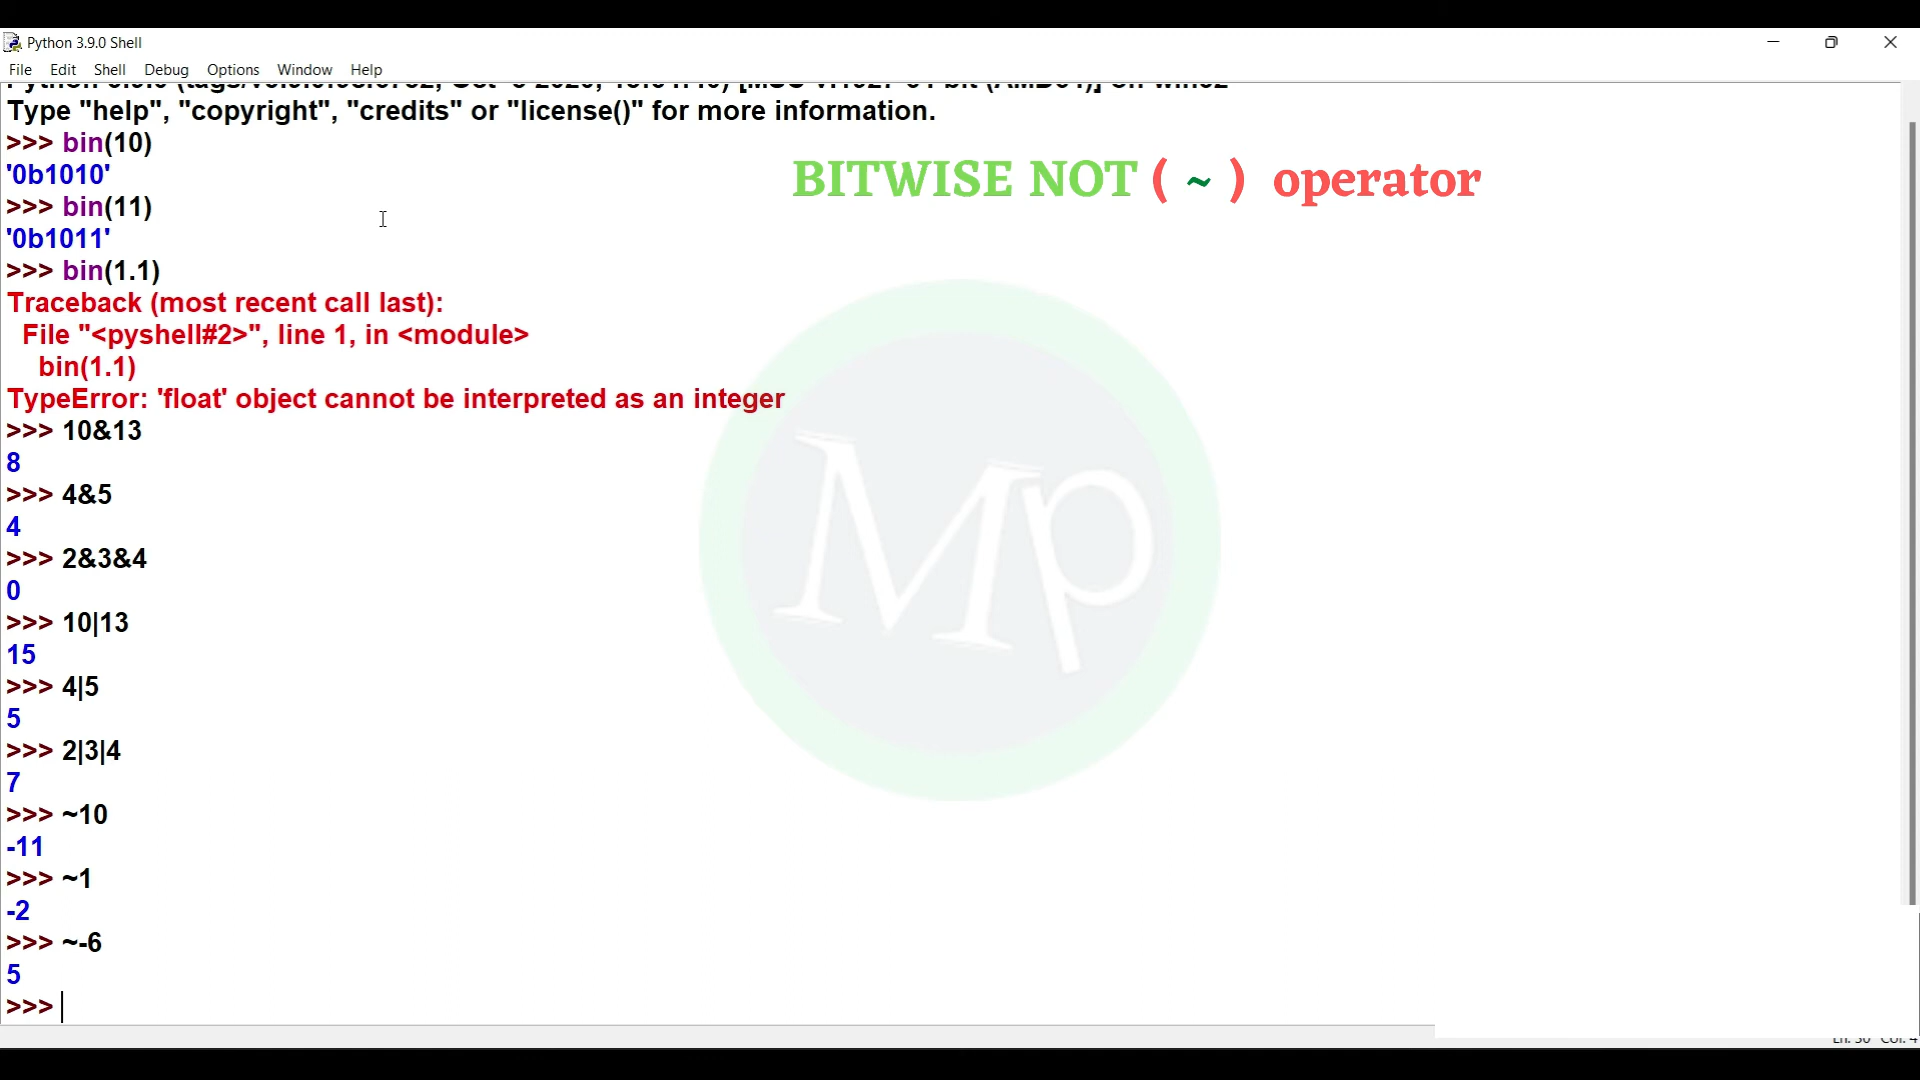 Python 3.9.0 Shell
File Edit Shell Debug Options Window Help
Type "help", "copyright", "credits" or "license()" for more information.
>>> bin(10)
'0b1010'
BITWISE NOT ( ~ ) operator
>>> bin(11)
'0b1011'
>>> bin(1.1)
Traceback (most recent call last):
File "<pyshell#2>", line 1, in <module>
bin(1.1)
TypeError: 'float' object cannot be interpreted as an integer
>>> 10&13
8
>>> 4&5
4
>>> 2&3&4
0
>>> 10|13
15
>>> 4|5
5
>>> 2|3|4
7
>>> ~10
-11
>>> ~1
-2
>>> ~-6
5
>>>
Mp